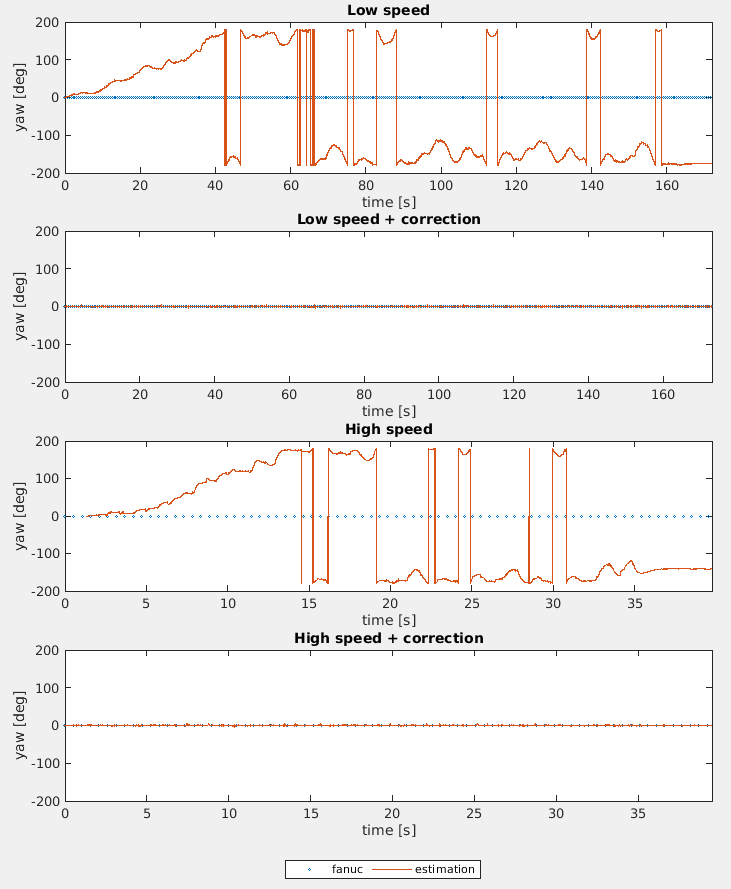 Low speed
200
100
0
-100
-200
yaw [deg]
0 20 40 60 80 100 120 140 160
time [s]
Low speed + correction
200
100
0
-100
-200
yaw [deg]
0 20 40 60 80 100 120 140 160
time [s]
High speed
200
100
0
-100
-200
yaw [deg]
0 5 10 15 20 25 30 35
time [s]
High speed + correction
200
100
0
-100
-200
yaw [deg]
0 5 10 15 20 25 30 35
time [s]
fanuc estimation